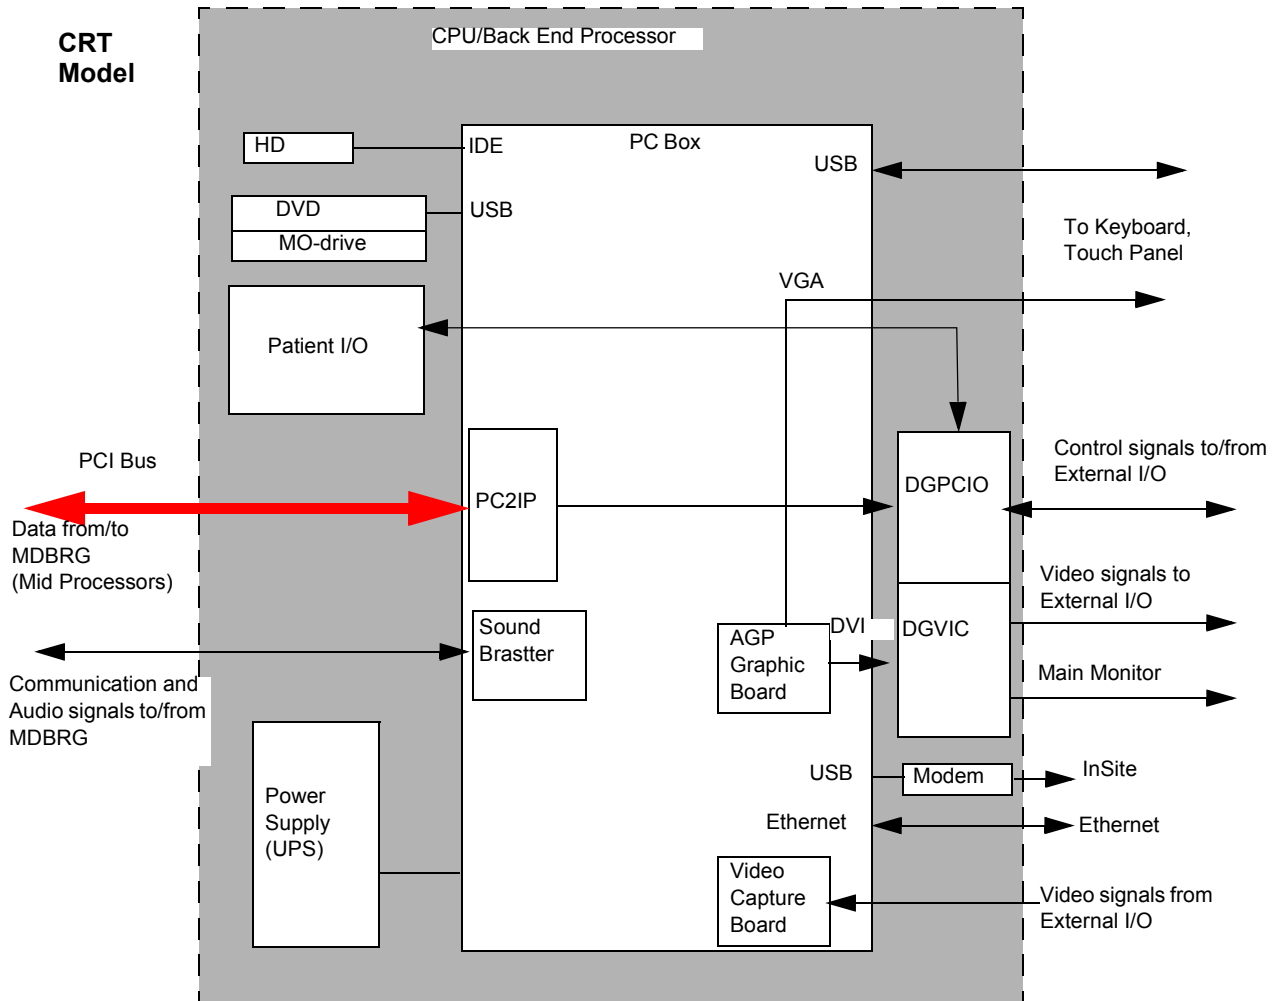 CRT
Model
CPU/Back End Processor
HD
IDE
PC Box
USB
DVD
USB
MO-drive
To Keyboard,
Touch Panel
VGA
Patient I/O
PCI Bus
PC2IP
DGPCIO
Control signals to/from
External I/O
Data from/to
MDBRG
(Mid Processors)
Video signals to
External I/O
Sound
Brastter
AGP
Graphic
Board
DVI
DGVIC
Main Monitor
Communication and
Audio signals to/from
MDBRG
USB
Modem
InSite
Power
Supply
(UPS)
Ethernet
Ethernet
Video
Capture
Board
Video signals from
External I/O